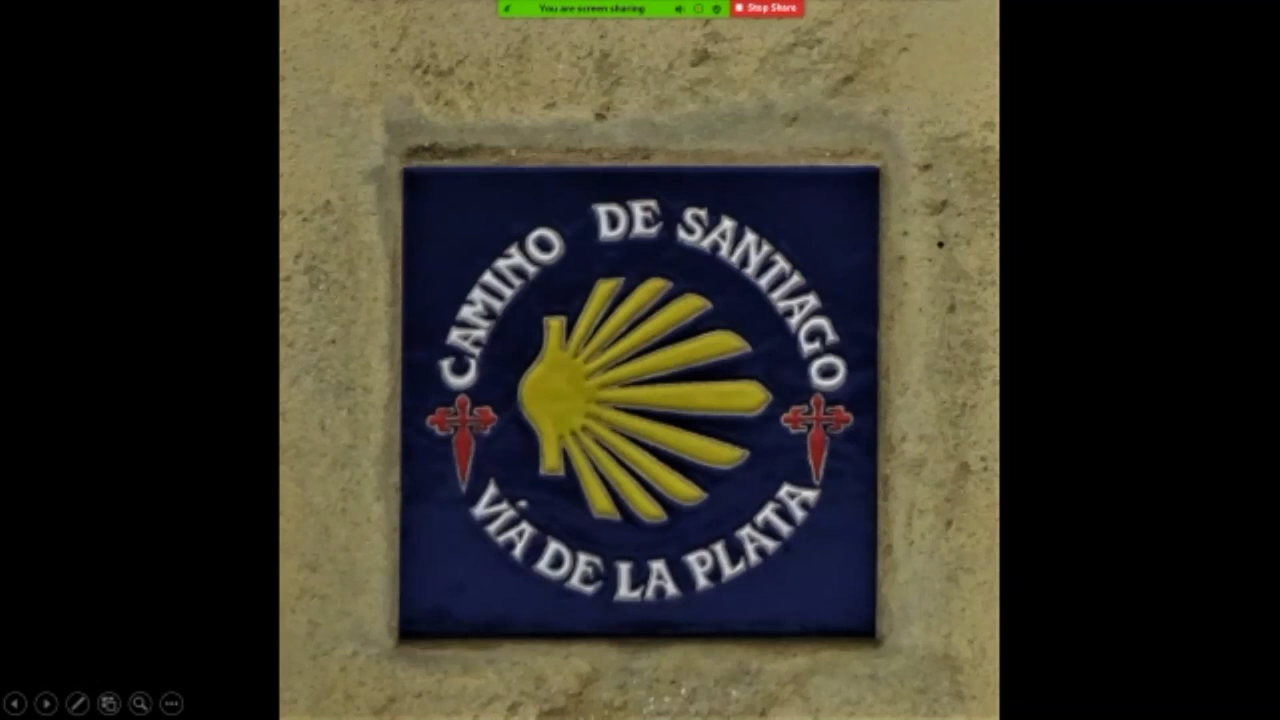 You are screen sharing
Stop Share
CAMINO DE SANTIAGO
VÍA DE LA PLATA